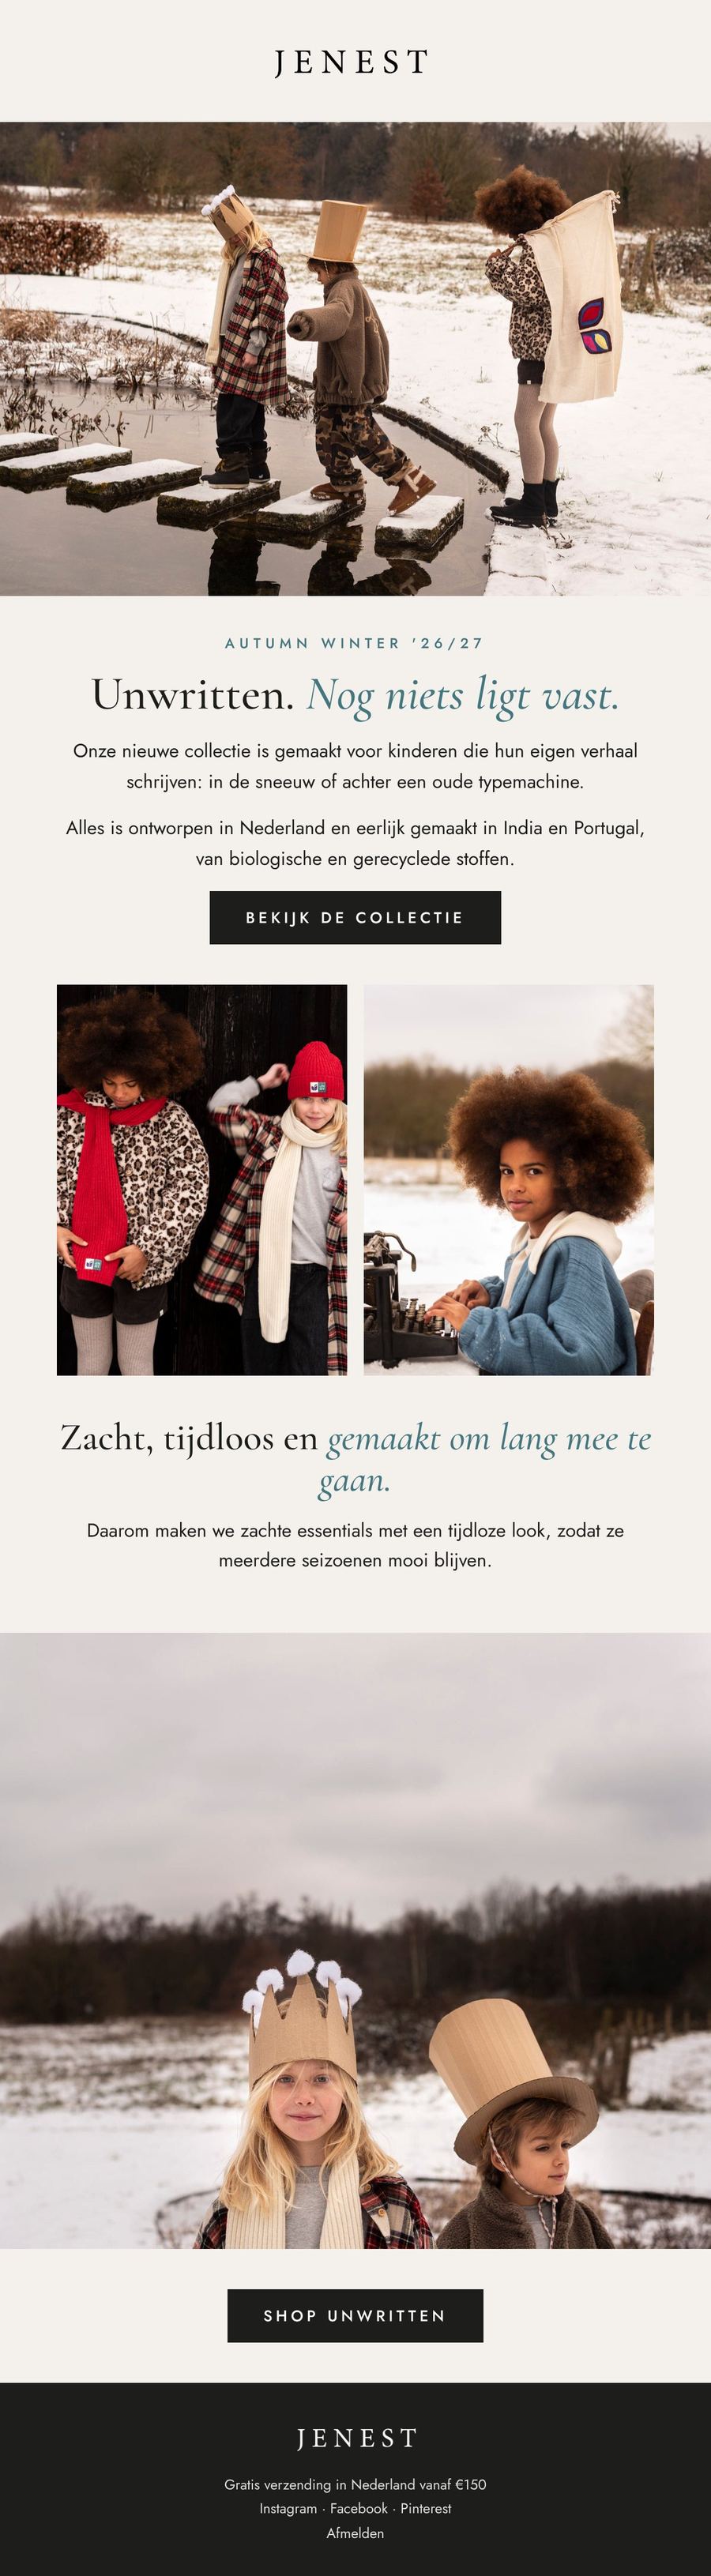 JENEST
AUTUMN WINTER '26/27
Unwritten. Nog niets ligt vast.
Onze nieuwe collectie is gemaakt voor kinderen die hun eigen verhaal
schrijven: in de sneeuw of achter een oude typemachine.
Alles is ontworpen in Nederland en eerlijk gemaakt in India en Portugal,
van biologische en gerecyclede stoffen.
BEKIJK DE COLLECTIE
Zacht, tijdloos en gemaakt om lang mee te
gaan.
Daarom maken we zachte essentials met een tijdloze look, zodat ze
meerdere seizoenen mooi blijven.
SHOP UNWRITTEN
JENEST
Gratis verzending in Nederland vanaf €150
Instagram · Facebook · Pinterest
Afmelden